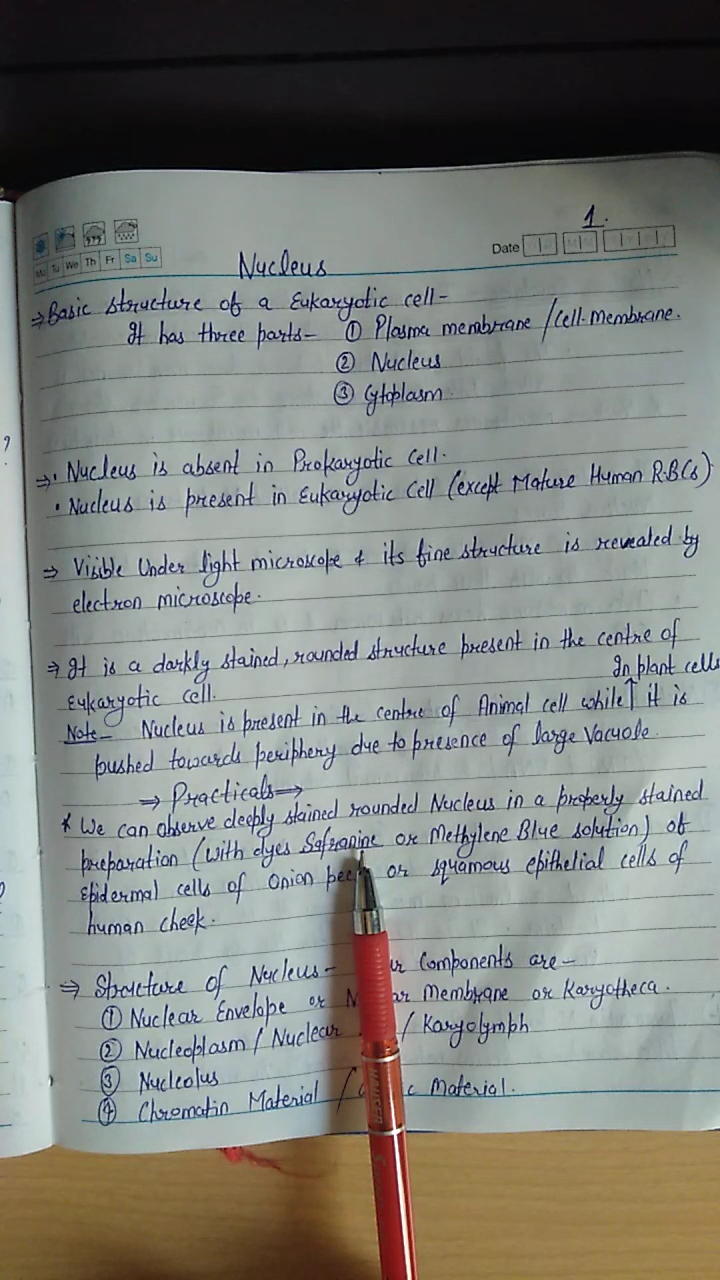 1.
Date
Mo Tu We Th Fr Sa Su
Nucleus
⇒ Basic structure of a Eukaryotic cell-
It has three parts- ① Plasma membrane / cell-membrane.
② Nucleus
③ Cytoplasm
⇒ • Nucleus is absent in Prokaryotic Cell.
• Nucleus is present in Eukaryotic Cell (except Mature Human R.B.Cs)
⇒ Visible Under light microscope & its fine structure is revealed by
electron microscope.
⇒ It is a darkly stained, rounded structure present in the centre of
Eukaryotic cell.
In plant cells
Note- Nucleus is present in the centre of Animal cell while ↑ it is
pushed towards periphery due to presence of large Vacuole.
⇒ Practicals ⇒
* We can observe deeply stained rounded Nucleus in a properly stained
preparation (with dyes Safranine or Methylene Blue solution) of
epidermal cells of Onion or squamous epithelial cells of
human cheek.
⇒ Structure of Nucleus- Components are-
① Nuclear Envelope or Membrane or Karyotheca.
② Nucleoplasm / Nuclear / Karyolymph
③ Nucleolus
④ Chromatin Material / Material.